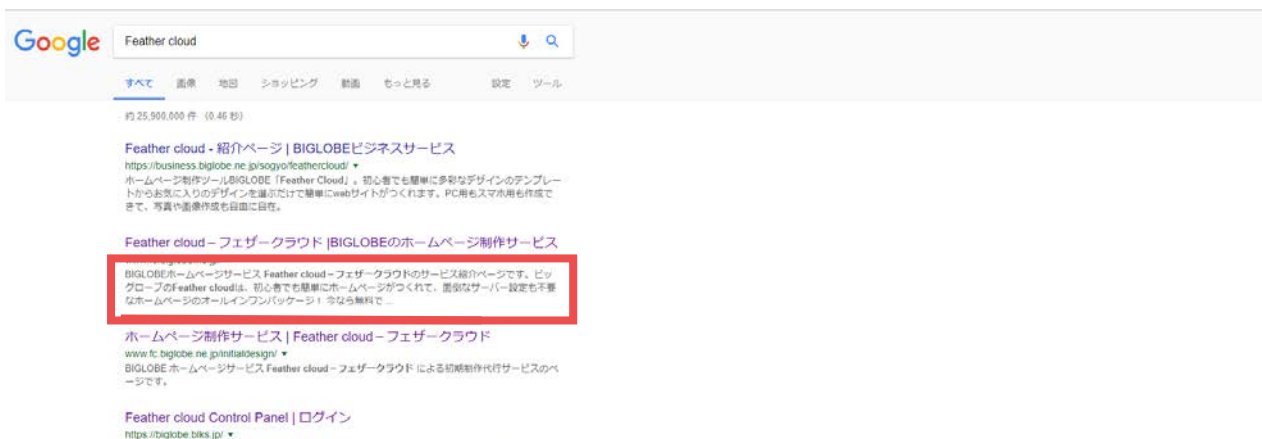 Google
Feather cloud
すべて 画像 地図 ショッピング 動画 もっと見る 設定 ツール
約 25,900,000 件 (0.46 秒)
Feather cloud - 紹介ページ | BIGLOBEビジネスサービス
https://business.biglobe.ne.jp/sogyo/feathercloud/
ホームページ制作ツールBIGLOBE「Feather Cloud」。初心者でも簡単に多彩なデザインのテンプレー
トからお気に入りのデザインを選ぶだけで簡単にwebサイトがつくれます。PC用もスマホ用も作成で
きて、写真や画像作成も自由に自在。
Feather cloud – フェザークラウド |BIGLOBEのホームページ制作サービス
BIGLOBEホームページサービス Feather cloud – フェザークラウドのサービス紹介ページです。ビッ
グローブのFeather cloudは、初心者でも簡単にホームページがつくれて、面倒なサーバー設定も不要
なホームページのオールインワンパッケージ！ 今なら無料で ...
ホームページ制作サービス | Feather cloud – フェザークラウド
www.fc.biglobe.ne.jp/initialdesign/
BIGLOBE ホームページサービス Feather cloud – フェザークラウド による初期制作代行サービスのペ
ージです。
Feather cloud Control Panel | ログイン
https://biglobe.blks.jp/